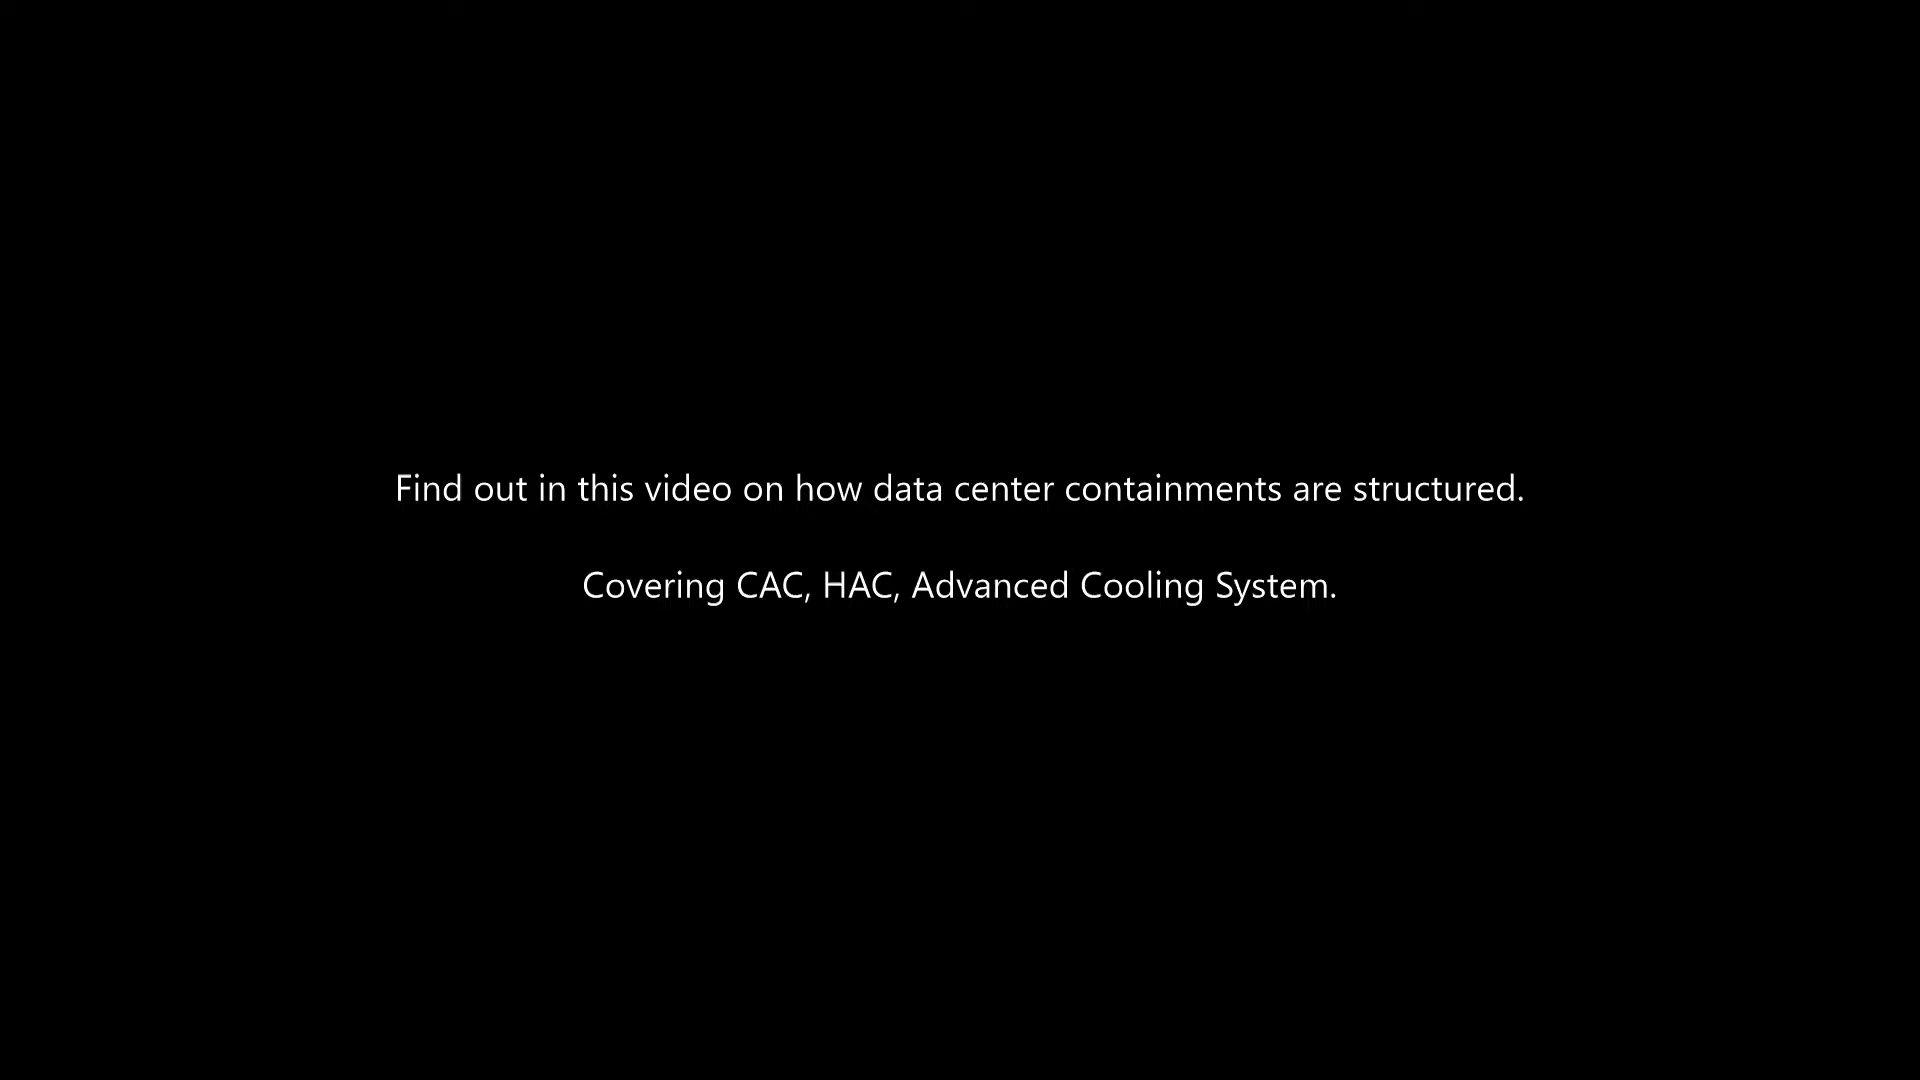 Find out in this video on how data center containments are structured.
Covering CAC, HAC, Advanced Cooling System.